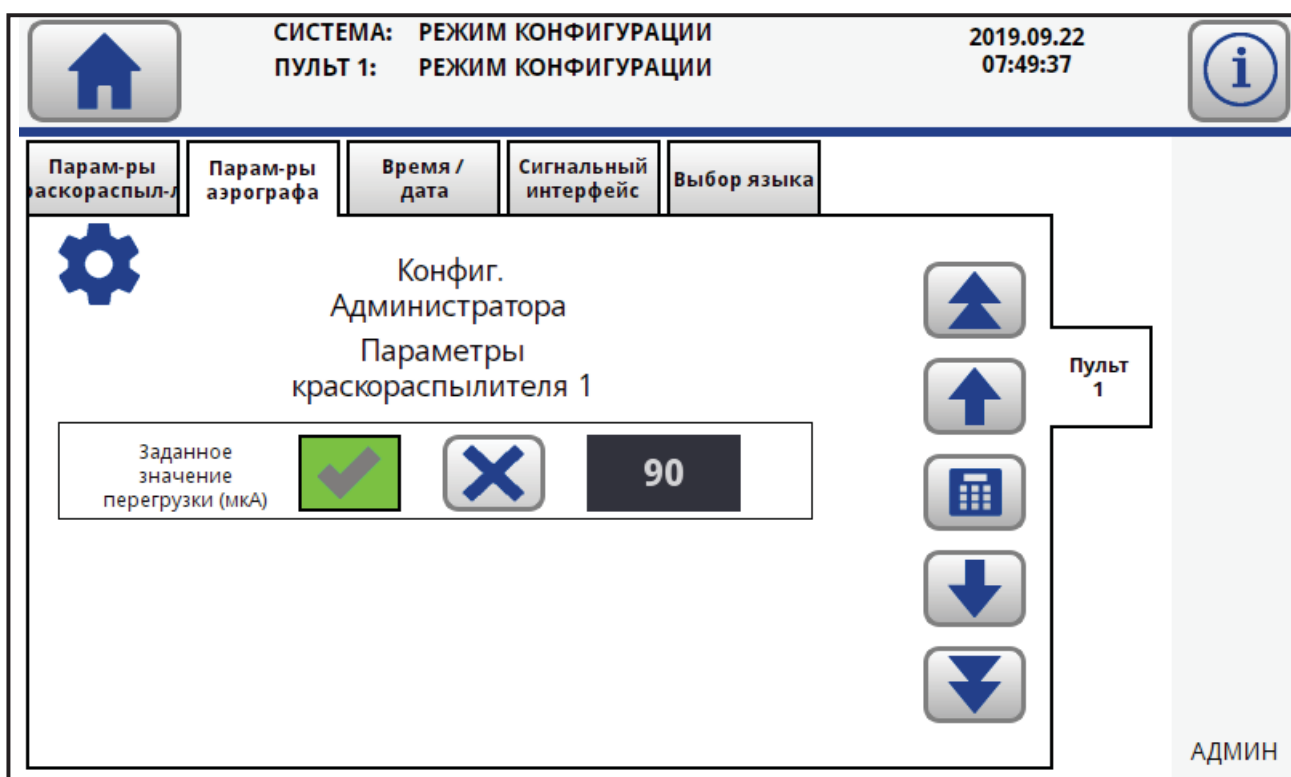 СИСТЕМА: РЕЖИМ КОНФИГУРАЦИИ
ПУЛЬТ 1: РЕЖИМ КОНФИГУРАЦИИ
2019.09.22
07:49:37
i
Парам-ры
раскораспыл-л
Парам-ры
аэрографа
Время /
дата
Сигнальный
интерфейс
Выбор языка
Конфиг.
Администратора
Параметры
краскораспылителя 1
Пульт
1
Заданное
значение
перегрузки (мкА)
90
АДМИН